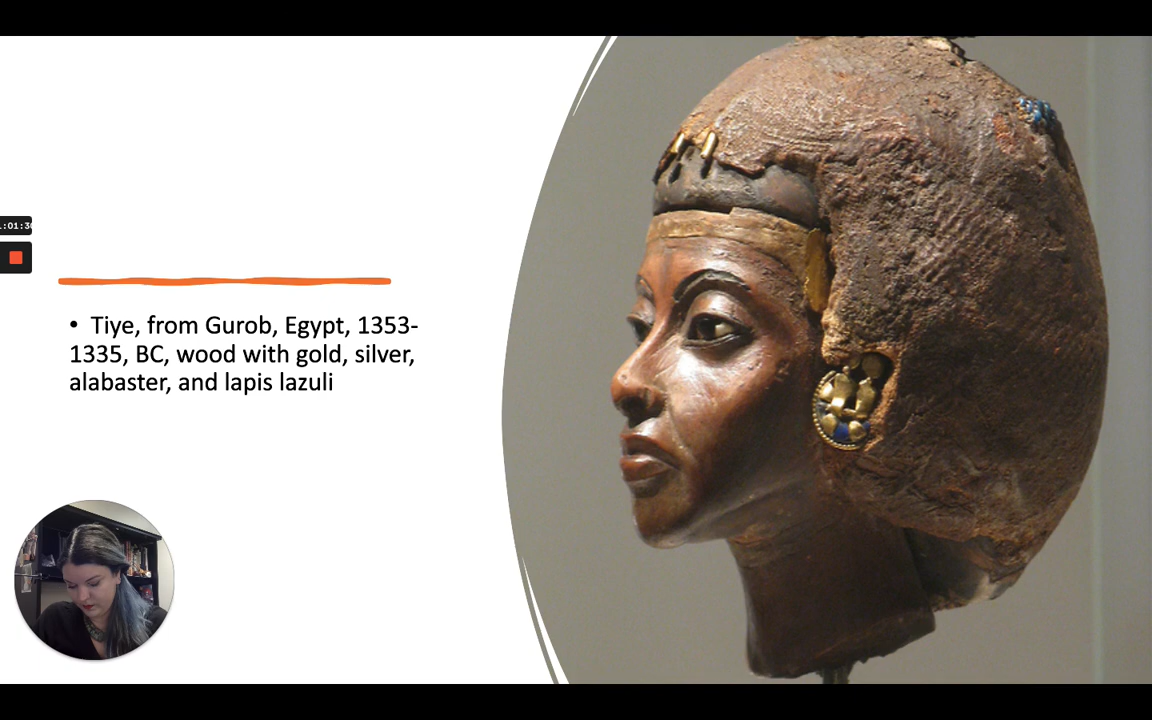 • Tiye, from Gurob, Egypt, 1353-
1335, BC, wood with gold, silver,
alabaster, and lapis lazuli